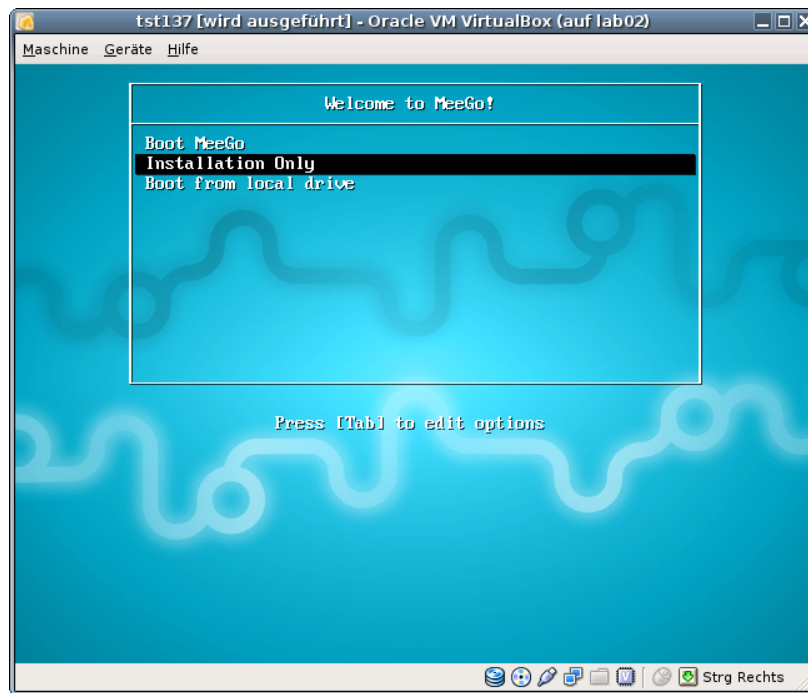 tst137 [wird ausgeführt] - Oracle VM VirtualBox (auf lab02)
Maschine Geräte Hilfe
Welcome to MeeGo!
Boot MeeGo
Installation Only
Boot from local drive
Press [Tab] to edit options
Strg Rechts